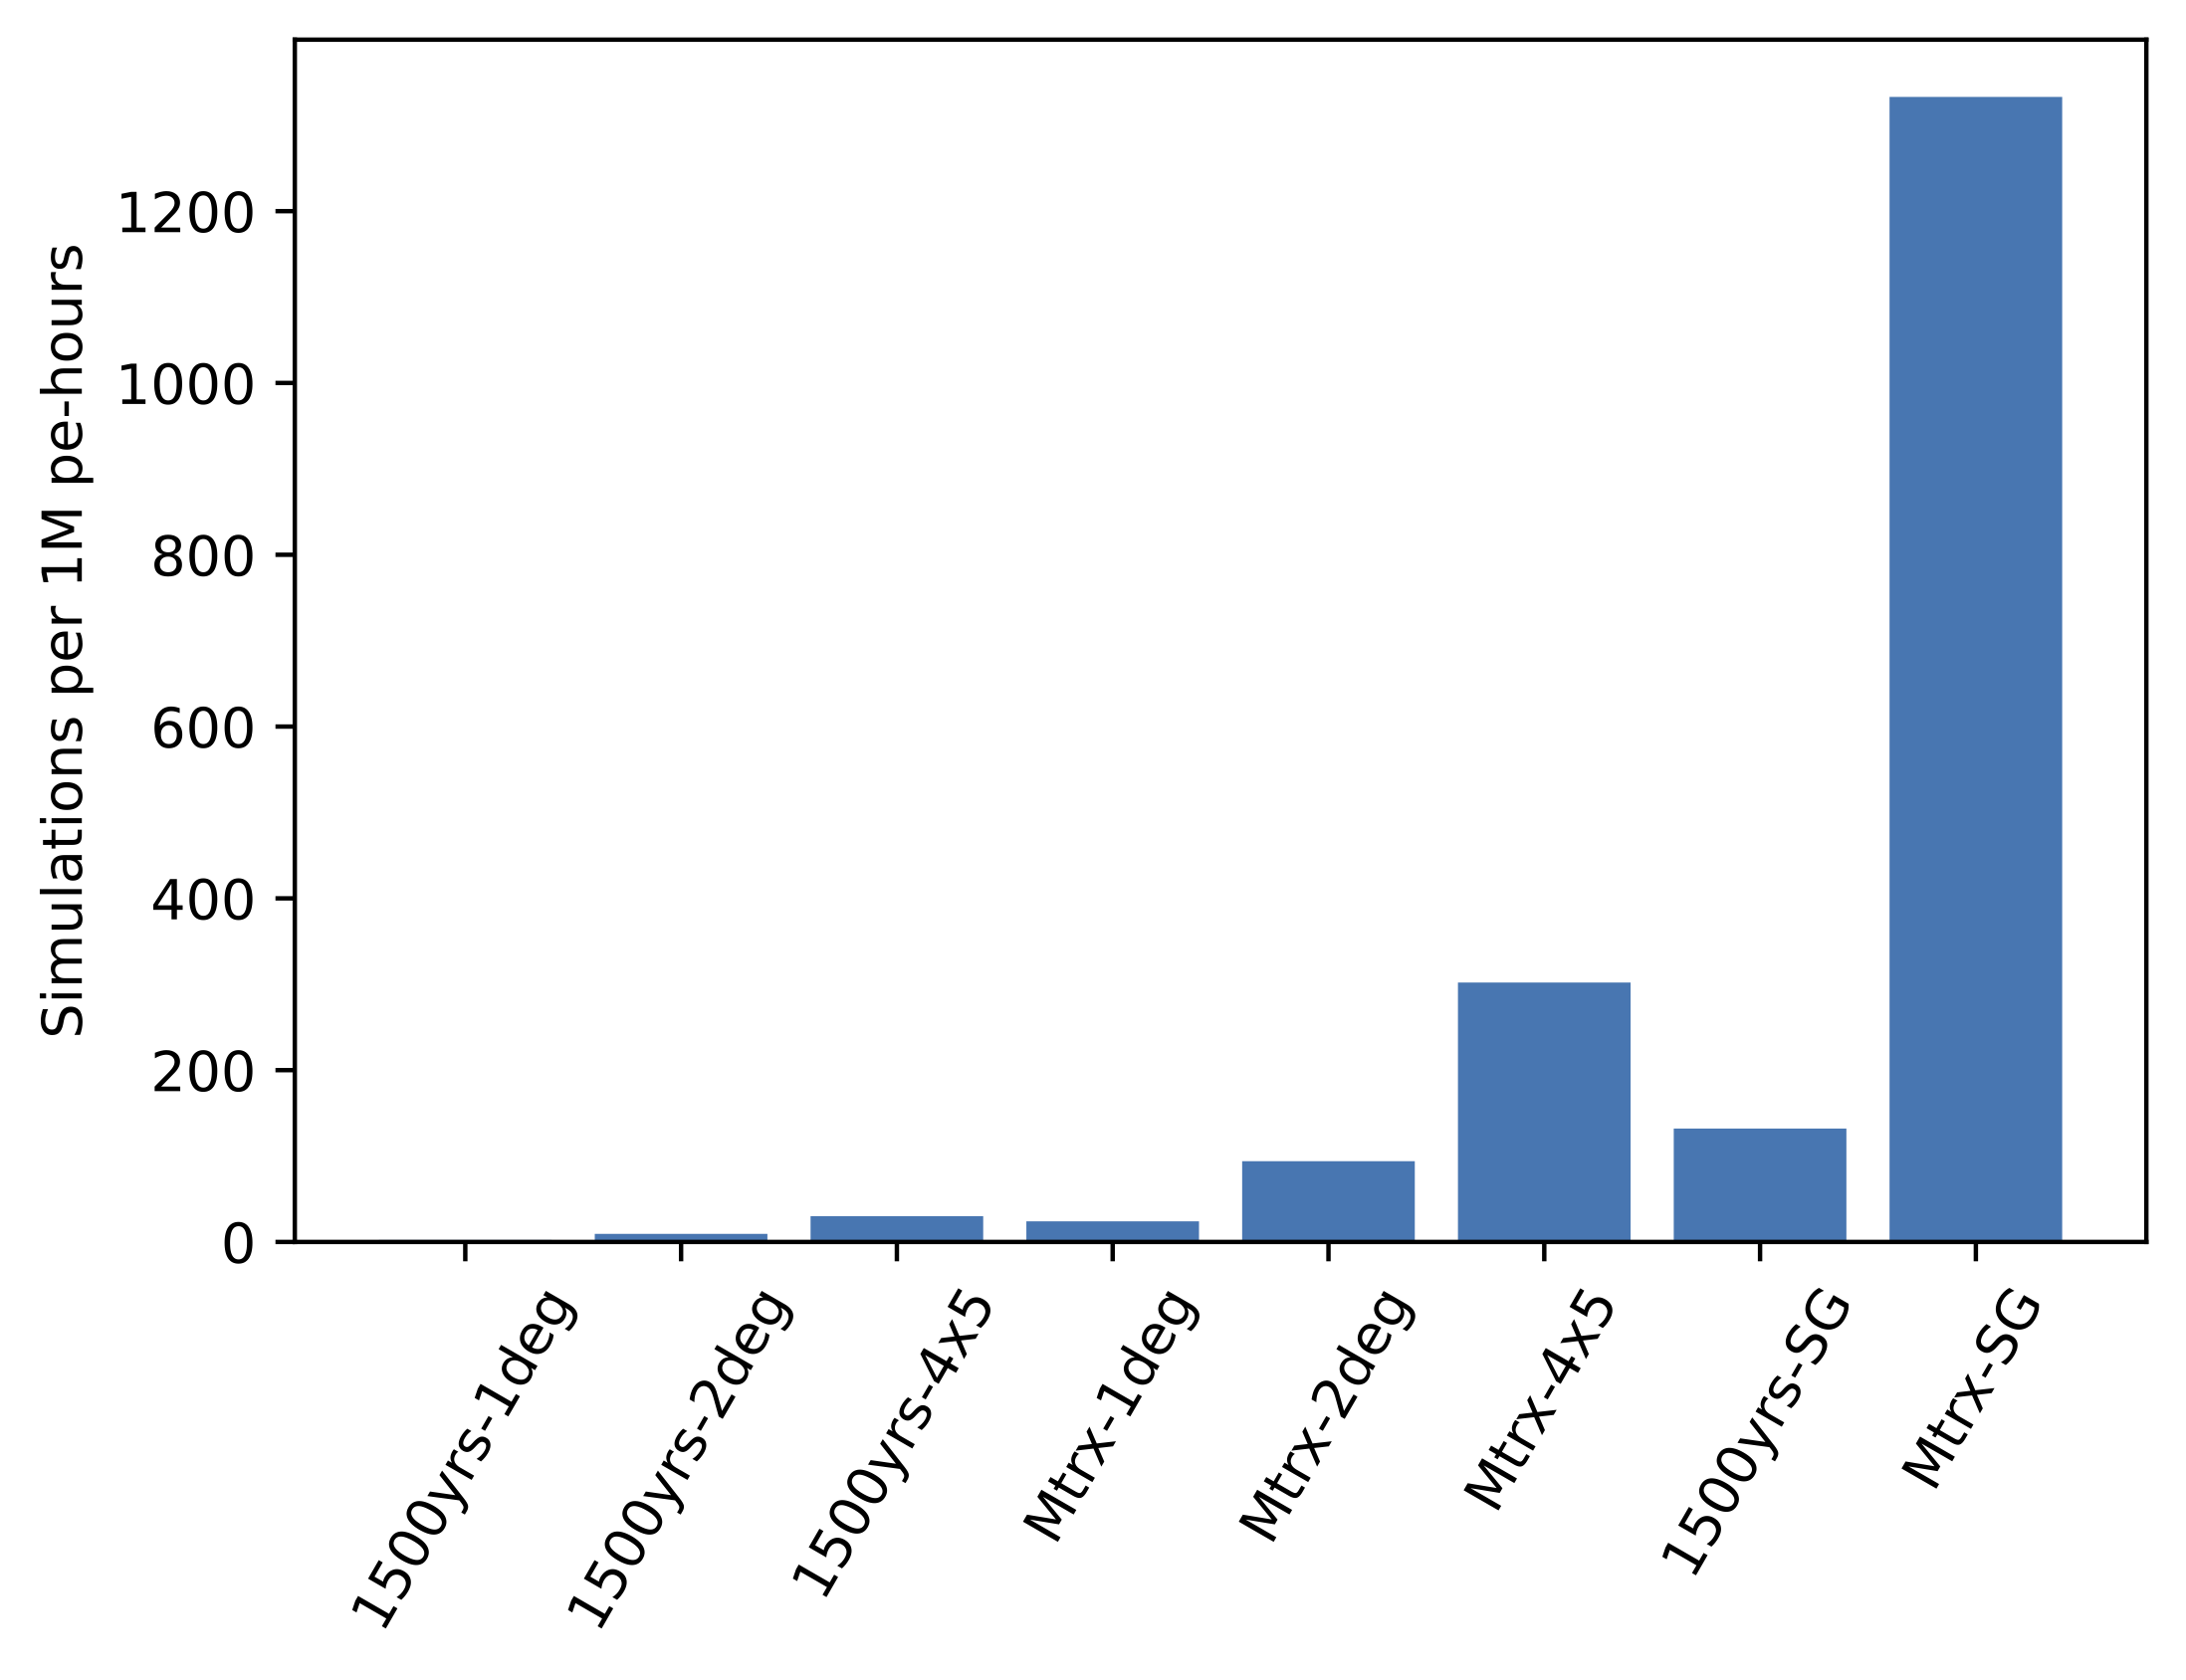 Simulations per 1M pe-hours
1200
1000
800
600
400
200
0
1500yrs-1deg
1500yrs-2deg
1500yrs-4x5
Mtrx-1deg
Mtrx-2deg
Mtrx-4x5
1500yrs-SG
Mtrx-SG